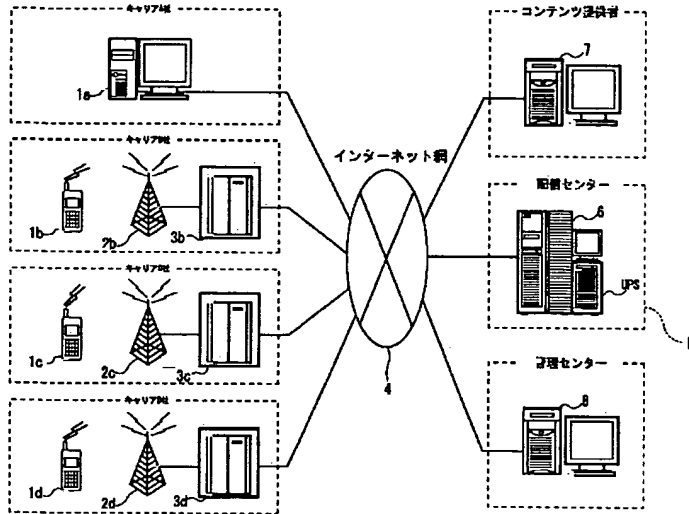 キャリアA社
1a
キャリアB社
1b
2b
3b
キャリアC社
1c
2c
3c
キャリアD社
1d
2d
3d
インターネット網
4
コンテンツ提供者
7
配信センター
6
UPS
管理センター
8